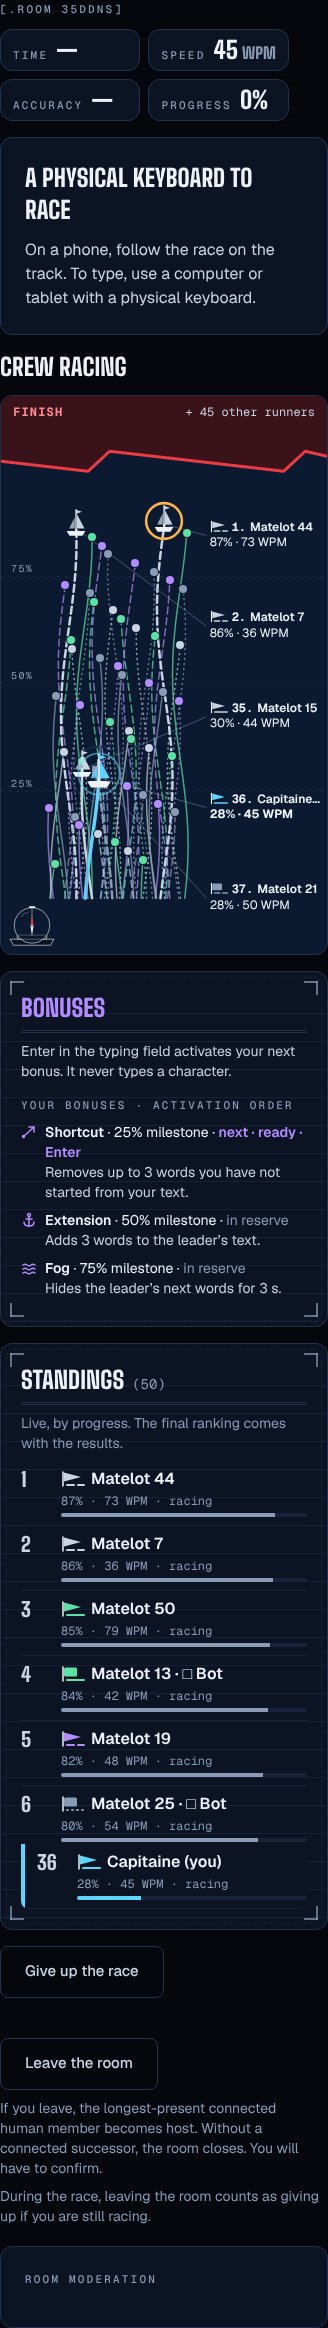 [.ROOM 35DDNS]
TIME —
SPEED 45 WPM
ACCURACY —
PROGRESS 0%
A PHYSICAL KEYBOARD TO
RACE
On a phone, follow the race on the
track. To type, use a computer or
tablet with a physical keyboard.
CREW RACING
FINISH
+ 45 other runners
1. Matelot 44
87% · 73 WPM
75%
2. Matelot 7
86% · 36 WPM
50%
35. Matelot 15
30% · 44 WPM
25%
36. Capitaine...
28% · 45 WPM
37. Matelot 21
28% · 50 WPM
BONUSES
Enter in the typing field activates your next
bonus. It never types a character.
YOUR BONUSES · ACTIVATION ORDER
Shortcut · 25% milestone · next · ready ·
Enter
Removes up to 3 words you have not
started from your text.
Extension · 50% milestone · in reserve
Adds 3 words to the leader’s text.
Fog · 75% milestone · in reserve
Hides the leader’s next words for 3 s.
STANDINGS (50)
Live, by progress. The final ranking comes
with the results.
1 Matelot 44
87% · 73 WPM · racing
2 Matelot 7
86% · 36 WPM · racing
3 Matelot 50
85% · 79 WPM · racing
4 Matelot 13 · □ Bot
84% · 42 WPM · racing
5 Matelot 19
82% · 48 WPM · racing
6 Matelot 25 · □ Bot
80% · 54 WPM · racing
36 Capitaine (you)
28% · 45 WPM · racing
Give up the race
Leave the room
If you leave, the longest-present connected
human member becomes host. Without a
connected successor, the room closes. You will
have to confirm.
During the race, leaving the room counts as giving
up if you are still racing.
ROOM MODERATION